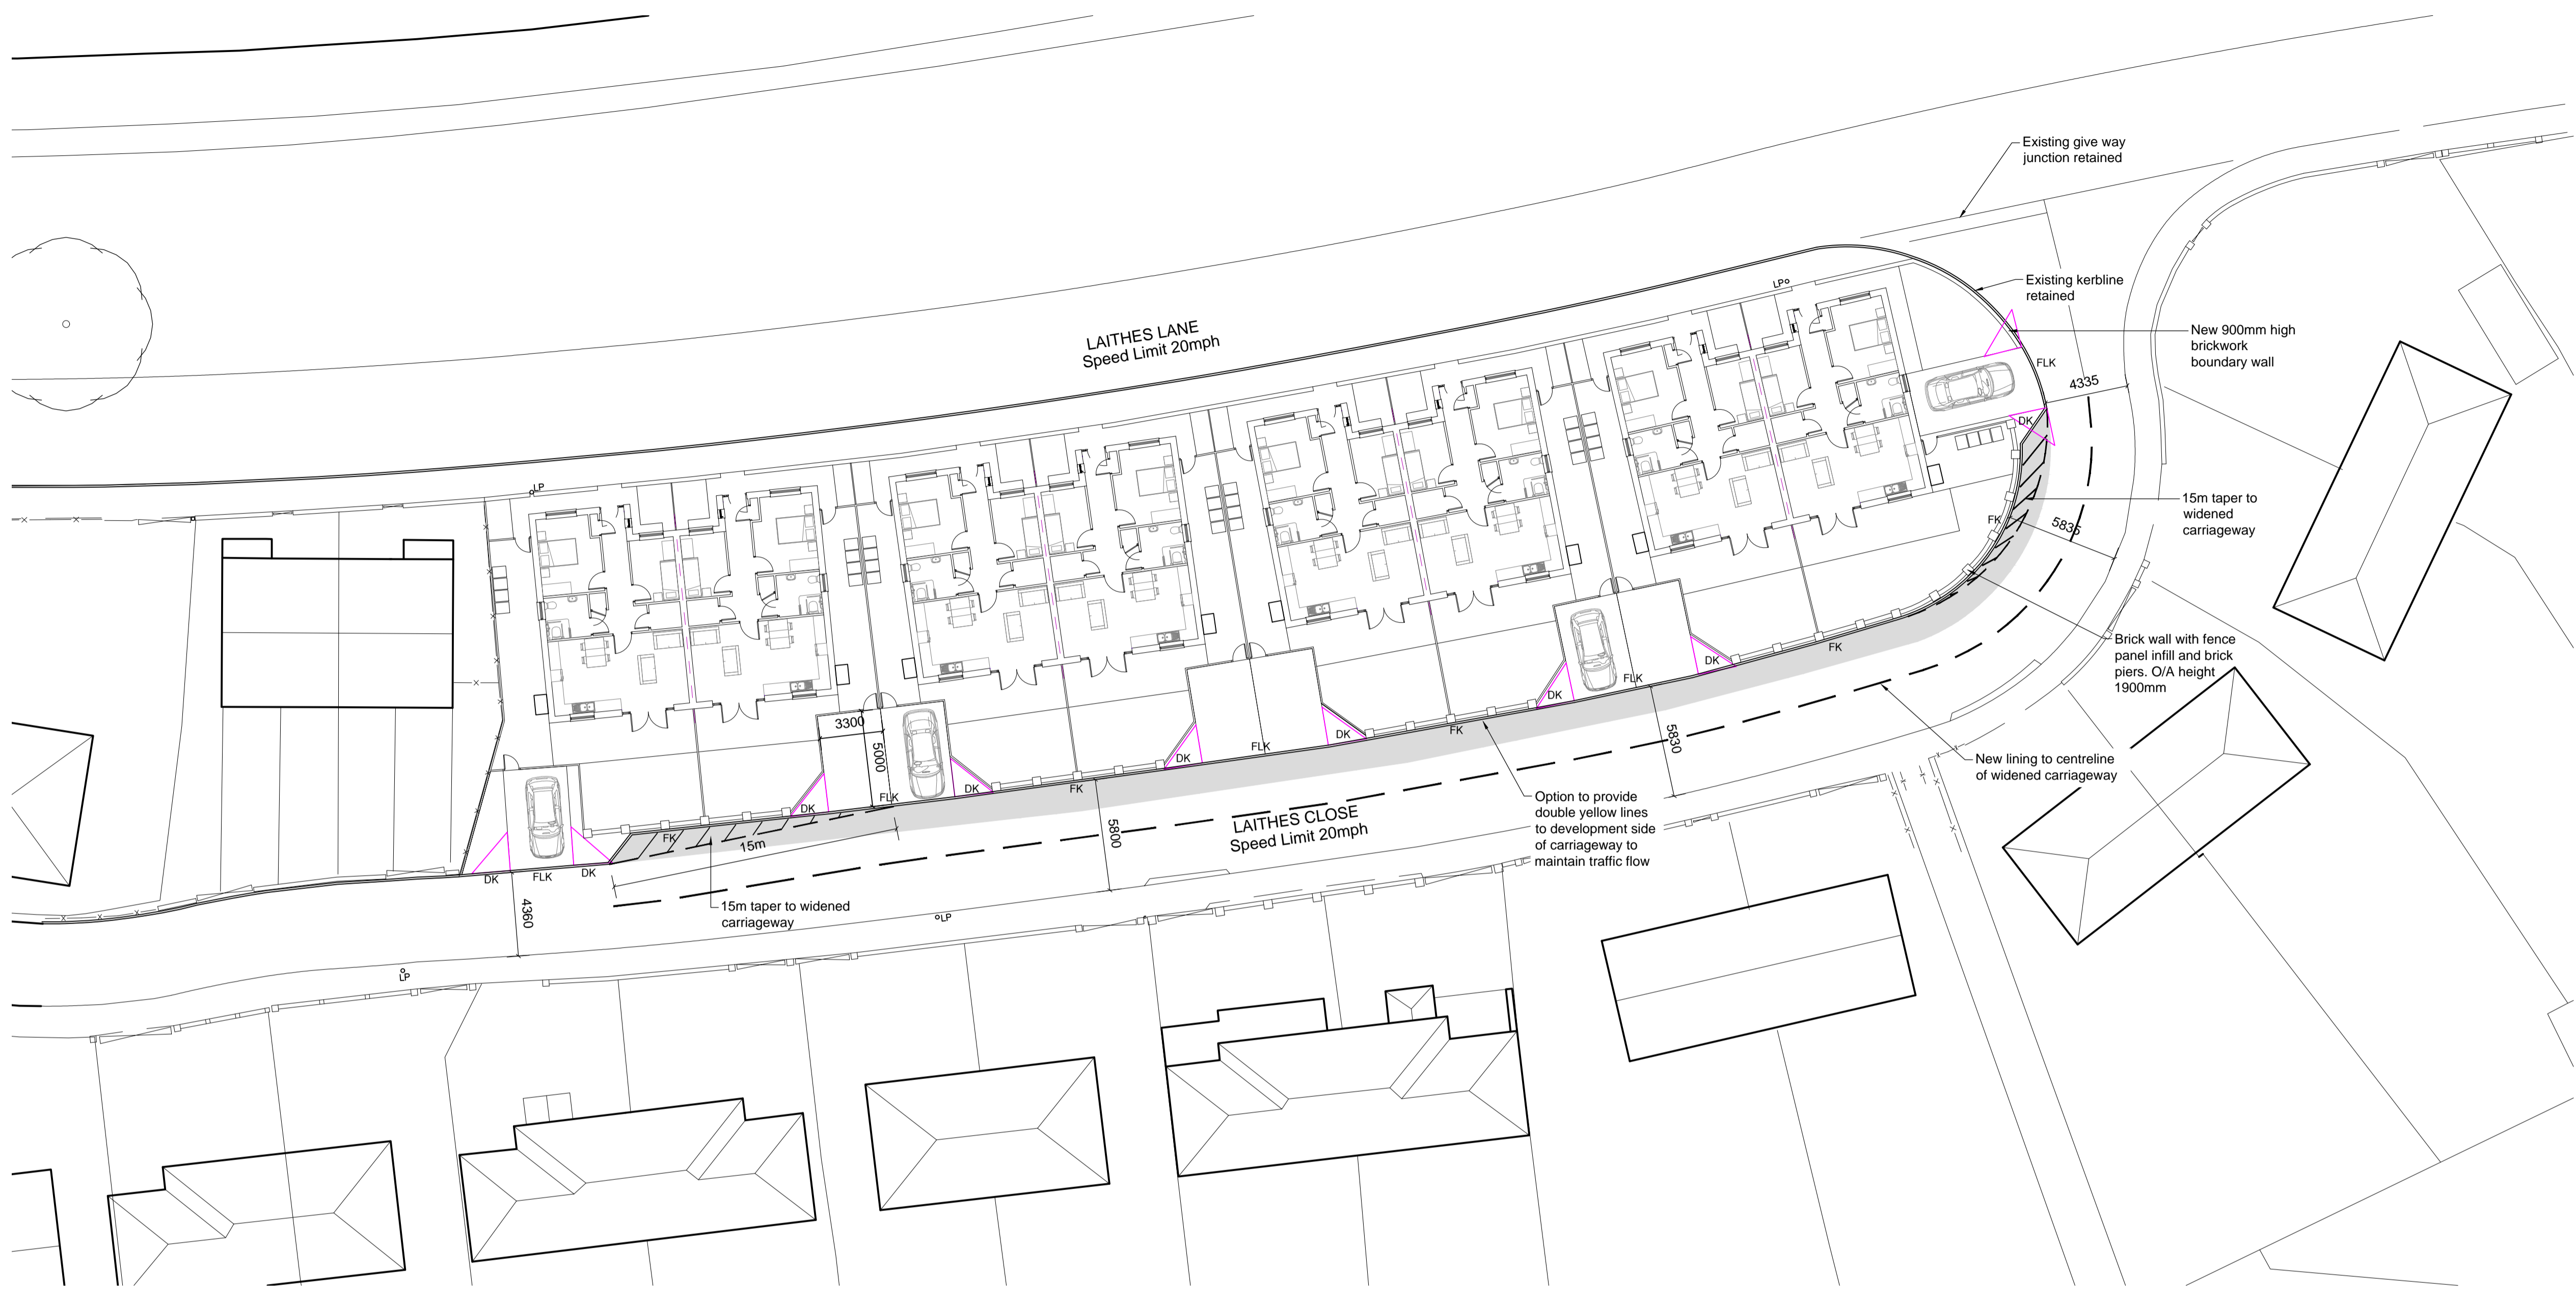 Existing give way
junction retained
Existing kerbline
retained
LPo
LAITHES LANE
Speed Limit 20mph
New 900mm high
brickwork
boundary wall
FLK
4335
DK
LP
15m taper to
widened
carriageway
FK
5835
Brick wall with fence
panel infill and brick
piers. O/A height
1900mm
FK
DK
FLK
DK
5830
New lining to centreline
of widened carriageway
FK
DK
FLK
DK
3300
5000
FK
DK
FLK
DK
Option to provide
double yellow lines
to development side
of carriageway to
maintain traffic flow
LAITHES CLOSE
Speed Limit 20mph
5800
FK
15m
DK
FLK
DK
4360
15m taper to widened
carriageway
LP
LP